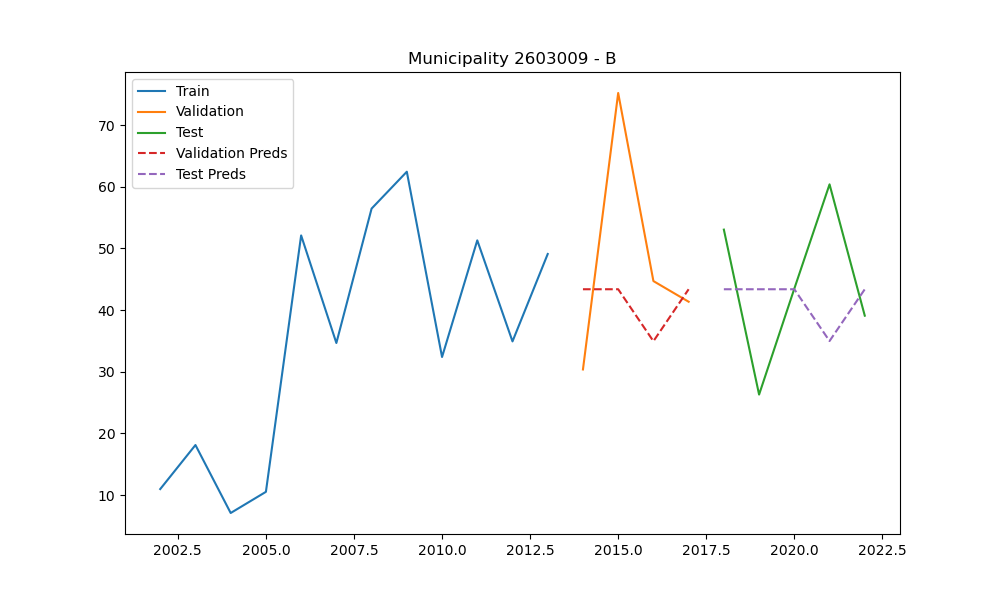 Municipality 2603009 - B
Train
Validation
Test
Validation Preds
Test Preds
70
60
50
40
30
20
10
2002.5 2005.0 2007.5 2010.0 2012.5 2015.0 2017.5 2020.0 2022.5